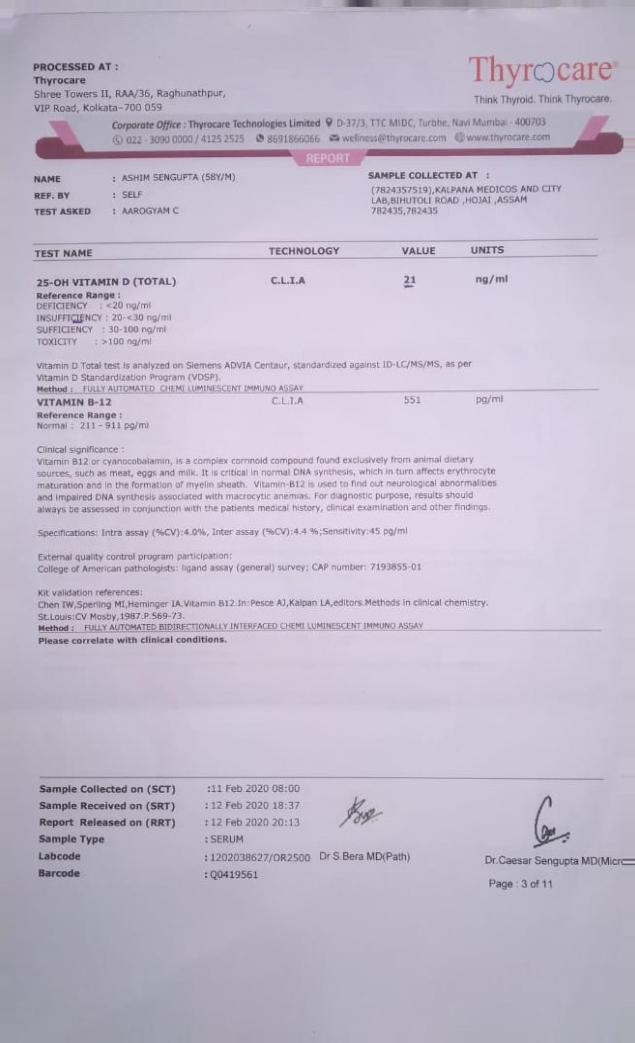 PROCESSED AT :
Thyrocare
Shree Towers II, RAA/36, Raghunathpur,
VIP Road, Kolkata-700 059
Thyrocare®
Think Thyroid. Think Thyrocare.
Corporate Office : Thyrocare Technologies Limited D-37/3, TTC MIDC, Turbhe, Navi Mumbai - 400703
022 - 3090 0000 / 4125 2525 8691866066 wellness@thyrocare.com www.thyrocare.com
REPORT
NAME : ASHIM SENGUPTA (58Y/M)
REF. BY : SELF
TEST ASKED : AAROGYAM C
SAMPLE COLLECTED AT :
(7824357519),KALPANA MEDICOS AND CITY
LAB,BIHUTOLI ROAD ,HOJAI ,ASSAM
782435,782435
TEST NAME TECHNOLOGY VALUE UNITS
25-OH VITAMIN D (TOTAL) C.L.I.A 21 ng/ml
Reference Range :
DEFICIENCY : <20 ng/ml
INSUFFICIENCY : 20-<30 ng/ml
SUFFICIENCY : 30-100 ng/ml
TOXICITY : >100 ng/ml
Vitamin D Total test is analyzed on Siemens ADVIA Centaur, standardized against ID-LC/MS/MS, as per
Vitamin D Standardization Program (VDSP).
Method : FULLY AUTOMATED CHEMI LUMINESCENT IMMUNO ASSAY
VITAMIN B-12 C.L.I.A 551 pg/ml
Reference Range :
Normal : 211 - 911 pg/ml
Clinical significance :
Vitamin B12 or cyanocobalamin, is a complex corrinoid compound found exclusively from animal dietary
sources, such as meat, eggs and milk. It is critical in normal DNA synthesis, which in turn affects erythrocyte
maturation and in the formation of myelin sheath. Vitamin-B12 is used to find out neurological abnormalities
and impaired DNA synthesis associated with macrocytic anemias. For diagnostic purpose, results should
always be assessed in conjunction with the patients medical history, clinical examination and other findings.
Specifications: Intra assay (%CV):4.0%, Inter assay (%CV):4.4 %;Sensitivity:45 pg/ml
External quality control program participation:
College of American pathologists: ligand assay (general) survey; CAP number: 7193855-01
Kit validation references:
Chen IW,Sperling MI,Heminger IA.Vitamin B12.In:Pesce AJ,Kalpan LA,editors.Methods in clinical chemistry.
St.Louis:CV Mosby,1987.P.569-73.
Method : FULLY AUTOMATED BIDIRECTIONALLY INTERFACED CHEMI LUMINESCENT IMMUNO ASSAY
Please correlate with clinical conditions.
Sample Collected on (SCT) :11 Feb 2020 08:00
Sample Received on (SRT) : 12 Feb 2020 18:37
Report Released on (RRT) : 12 Feb 2020 20:13
Sample Type : SERUM
Labcode : 1202038627/OR2500 Dr S.Bera MD(Path) Dr.Caesar Sengupta MD(Micro
Barcode : Q0419561
Page : 3 of 11